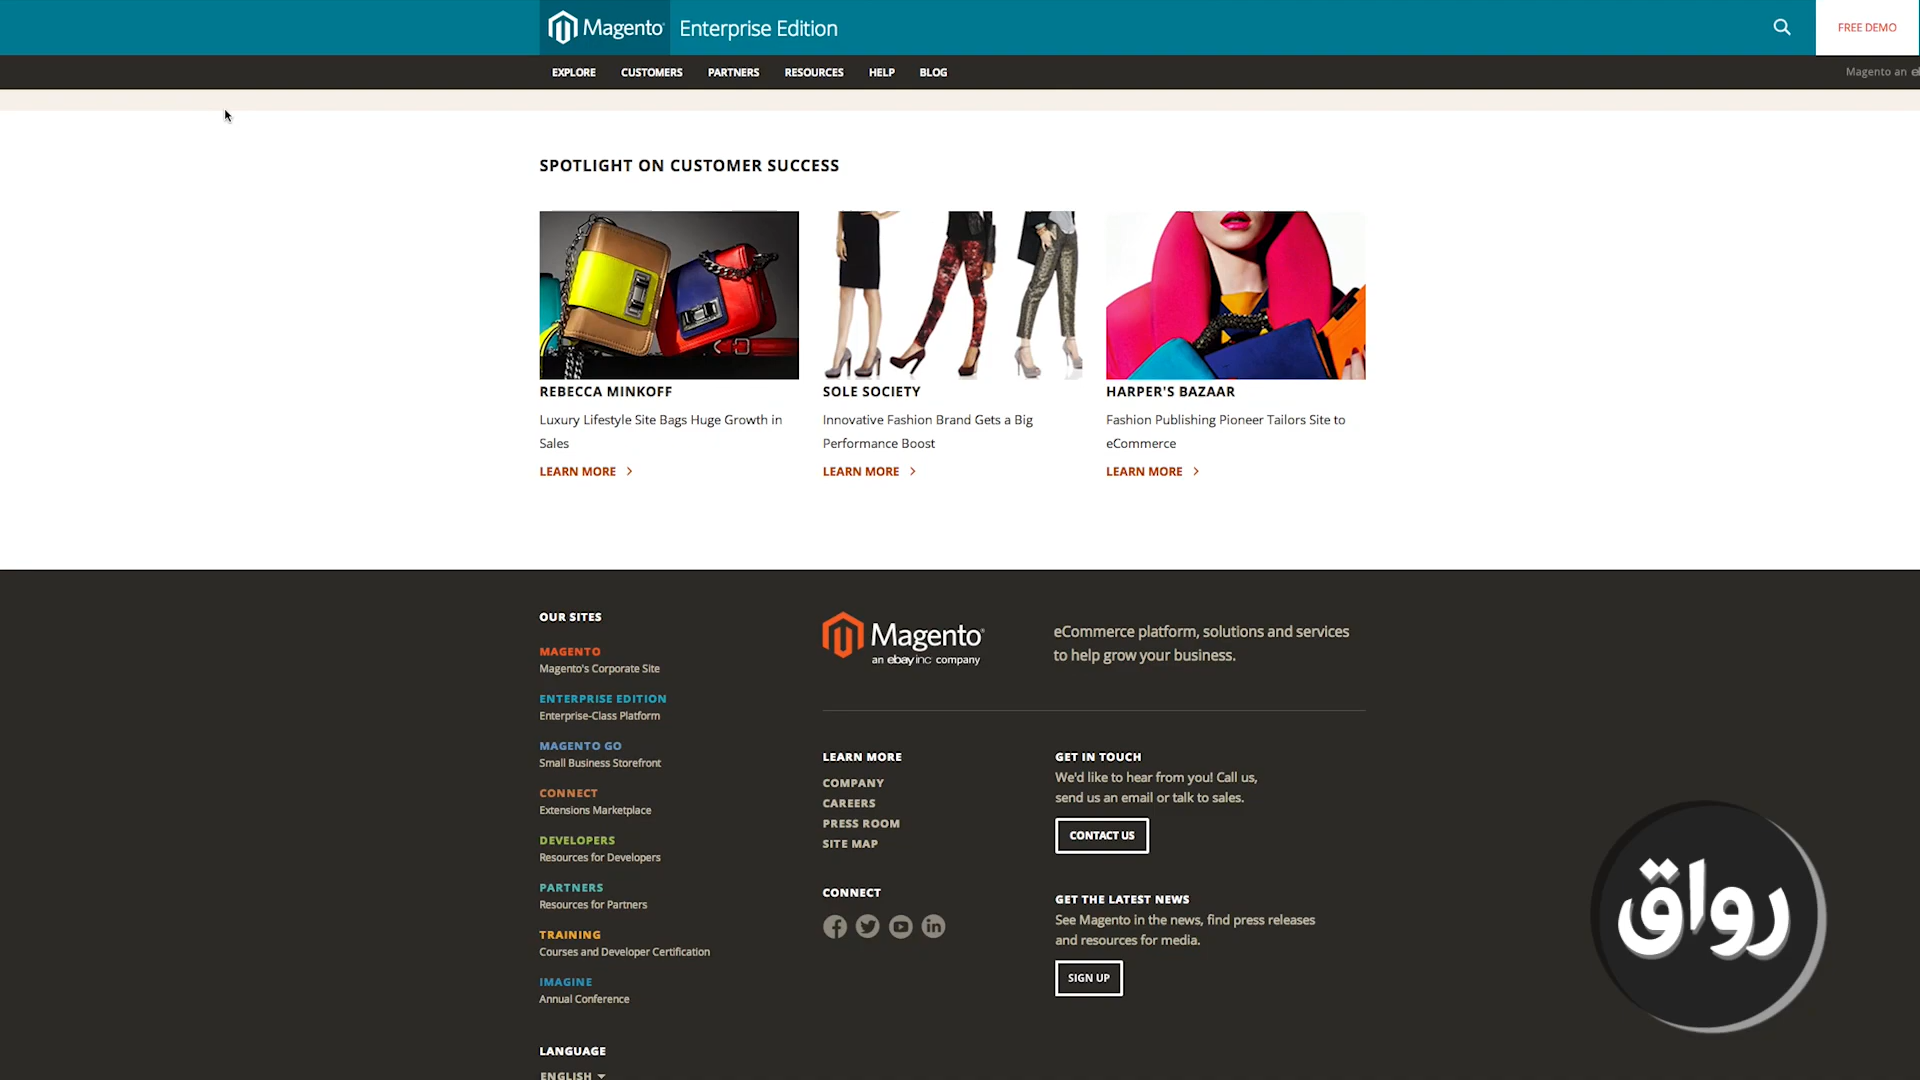 Magento Enterprise Edition
FREE DEMO
EXPLORE CUSTOMERS PARTNERS RESOURCES HELP BLOG
Magento an
SPOTLIGHT ON CUSTOMER SUCCESS
REBECCA MINKOFF
Luxury Lifestyle Site Bags Huge Growth in
Sales
LEARN MORE
SOLE SOCIETY
Innovative Fashion Brand Gets a Big
Performance Boost
LEARN MORE
HARPER'S BAZAAR
Fashion Publishing Pioneer Tailors Site to
eCommerce
LEARN MORE
OUR SITES
MAGENTO
Magento's Corporate Site
ENTERPRISE EDITION
Enterprise-Class Platform
MAGENTO GO
Small Business Storefront
CONNECT
Extensions Marketplace
DEVELOPERS
Resources for Developers
PARTNERS
Resources for Partners
TRAINING
Courses and Developer Certification
IMAGINE
Annual Conference
LANGUAGE
ENGLISH
Magento
an ebay inc company
eCommerce platform, solutions and services
to help grow your business.
LEARN MORE
COMPANY
CAREERS
PRESS ROOM
SITE MAP
CONNECT
GET IN TOUCH
We'd like to hear from you! Call us,
send us an email or talk to sales.
CONTACT US
GET THE LATEST NEWS
See Magento in the news, find press releases
and resources for media.
SIGN UP
رواق